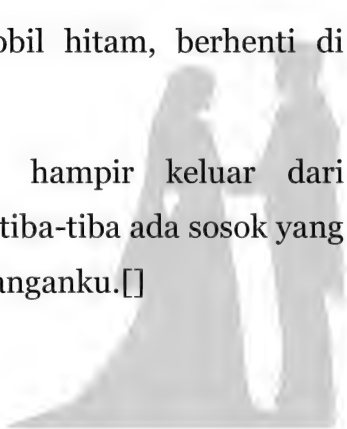 obil hitam, berhenti di
hampir keluar dari
tiba-tiba ada sosok yang
anganku.[]